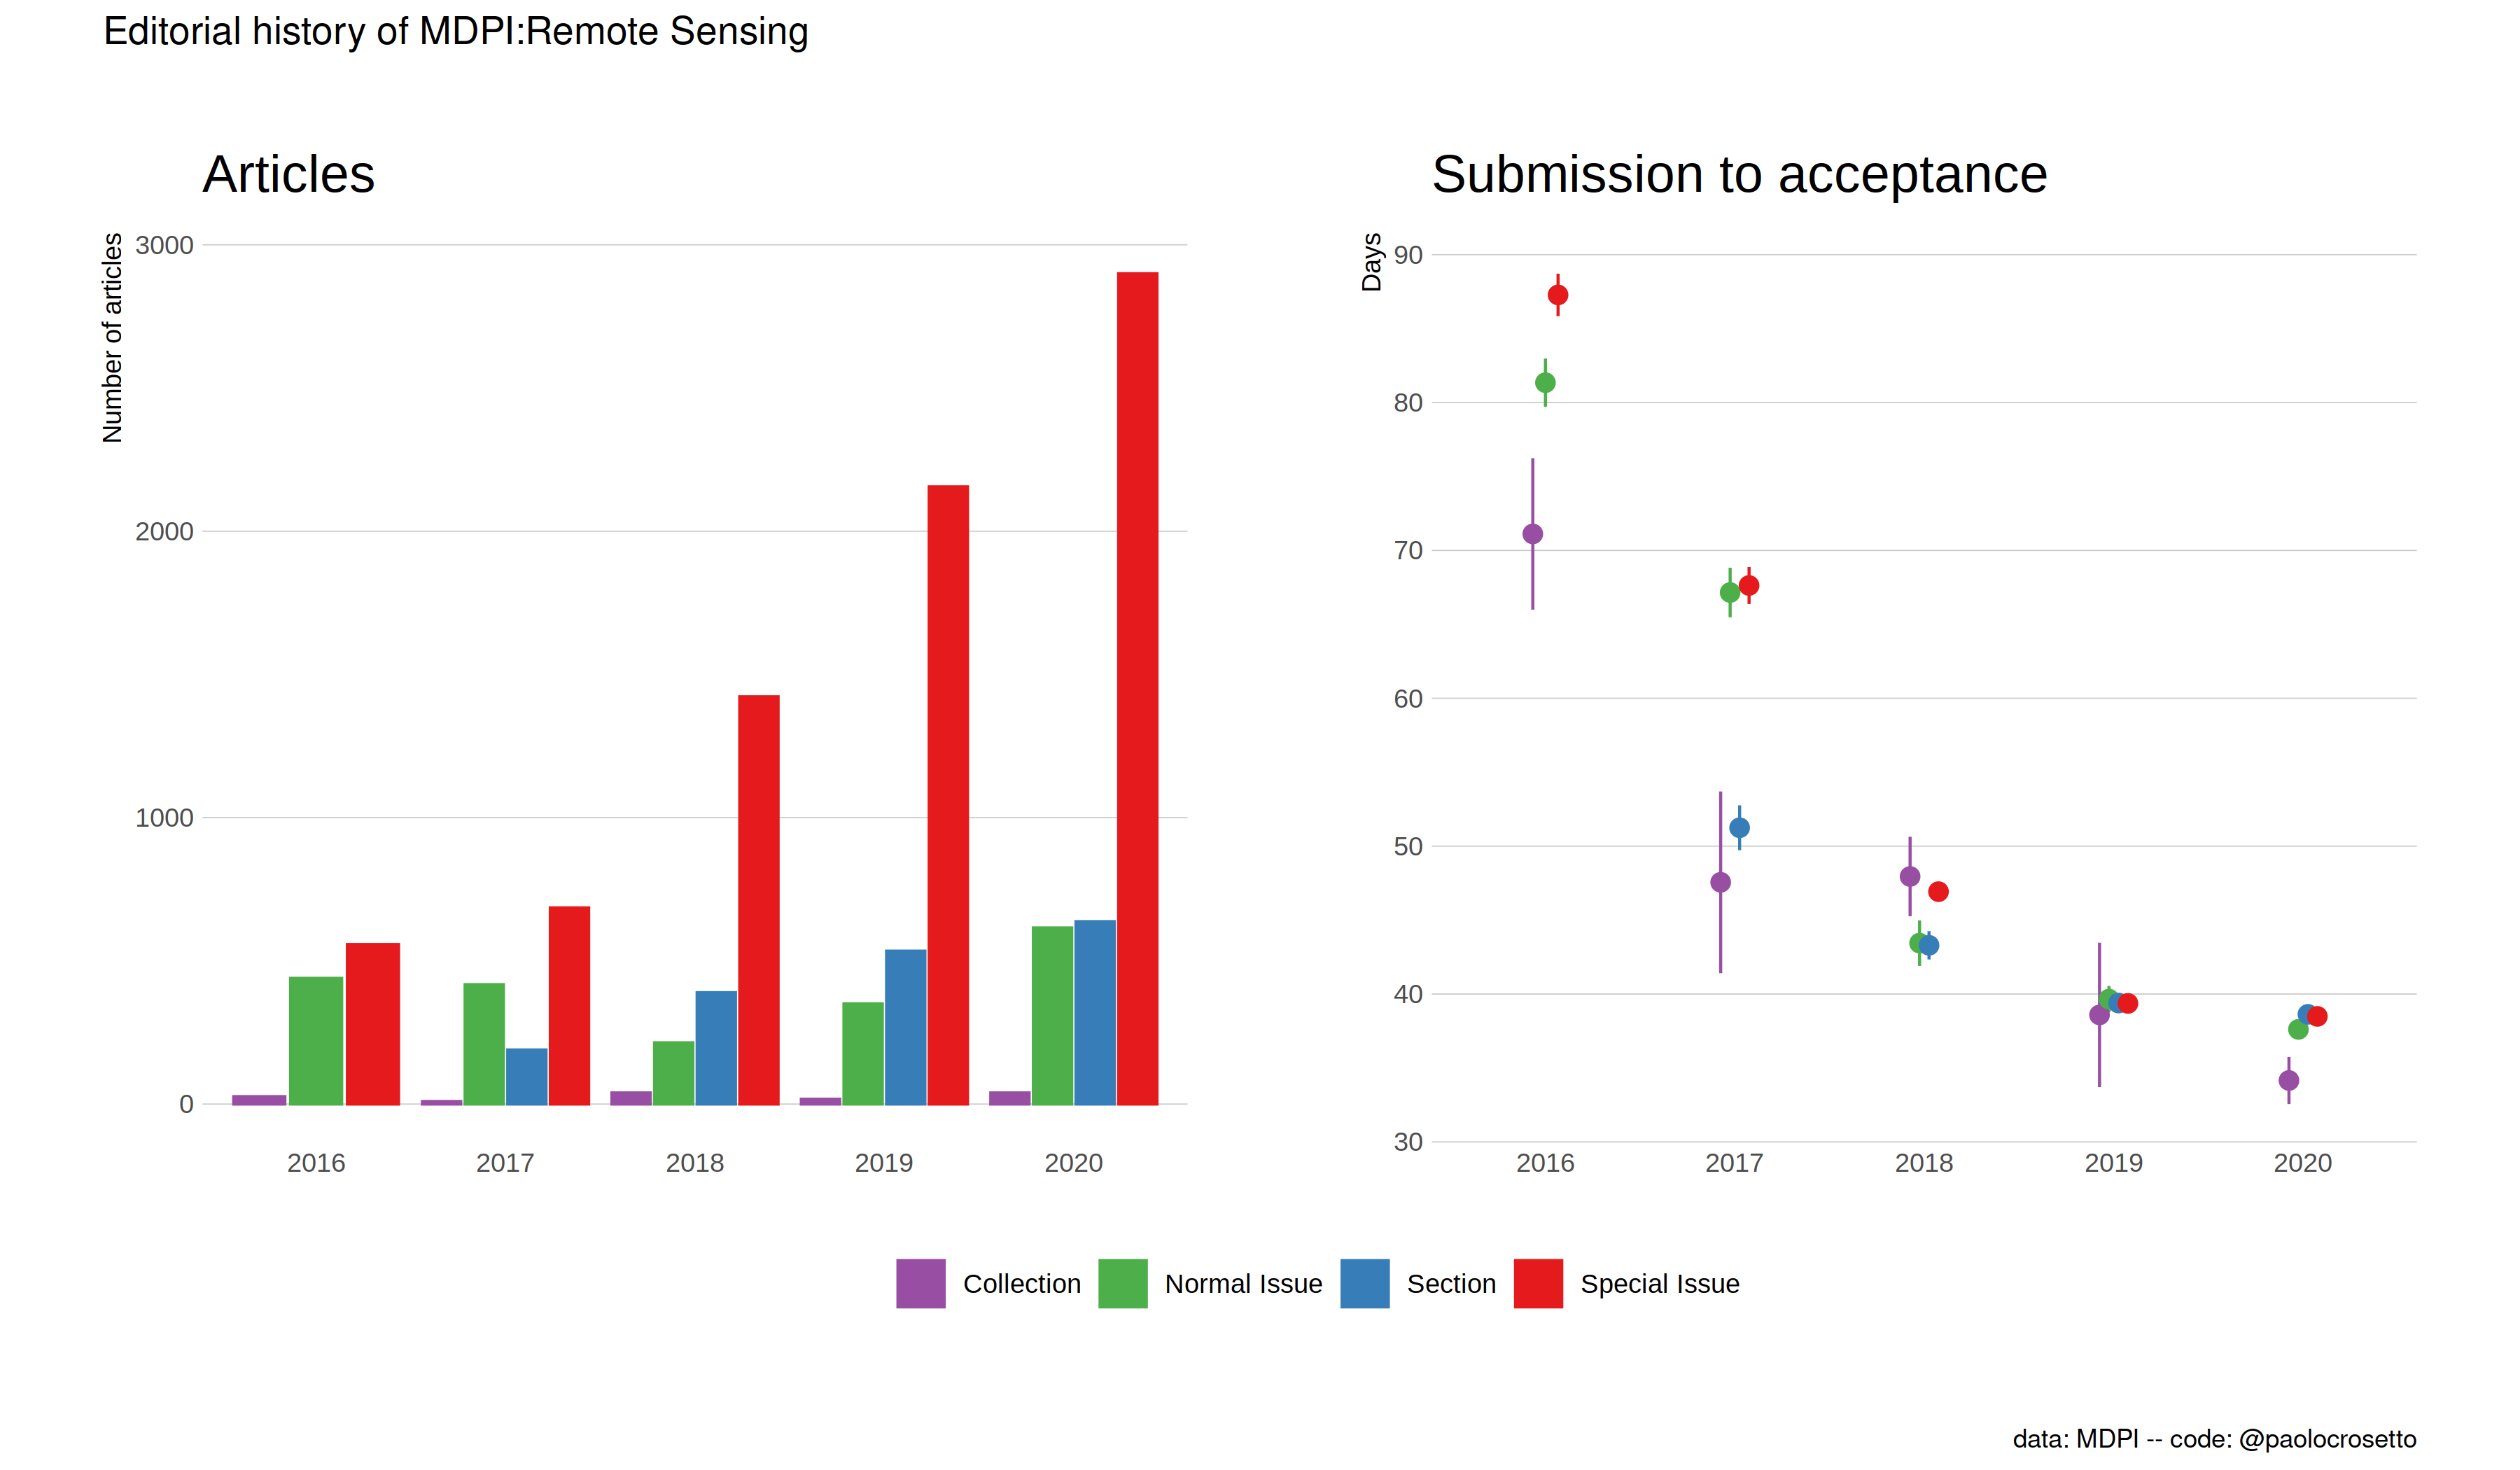 Editorial history of MDPI:Remote Sensing
Articles
Number of articles
3000
2000
1000
0
2016 2017 2018 2019 2020
Submission to acceptance
Days
90
80
70
60
50
40
30
2016 2017 2018 2019 2020
Collection Normal Issue Section Special Issue
data: MDPI -- code: @paolocrosetto